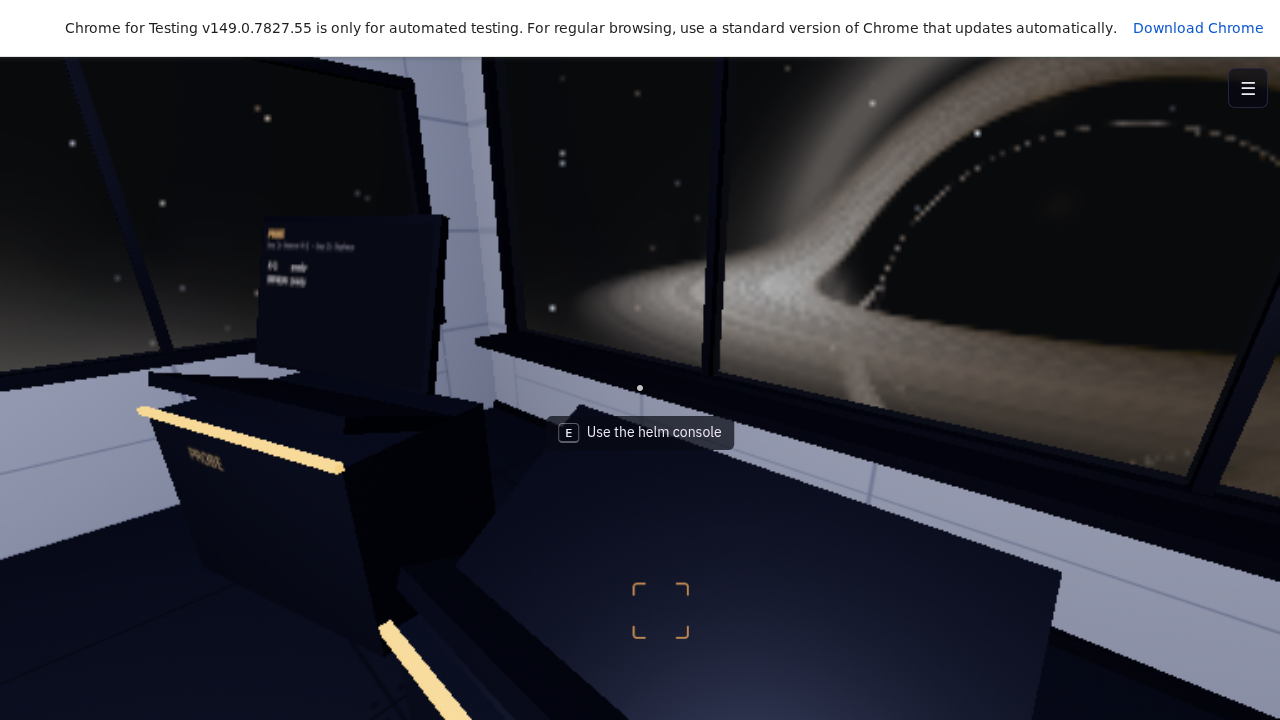 Chrome for Testing v149.0.7827.55 is only for automated testing. For regular browsing, use a standard version of Chrome that updates automatically. Download Chrome
PROBE
E Use the helm console
PROBE